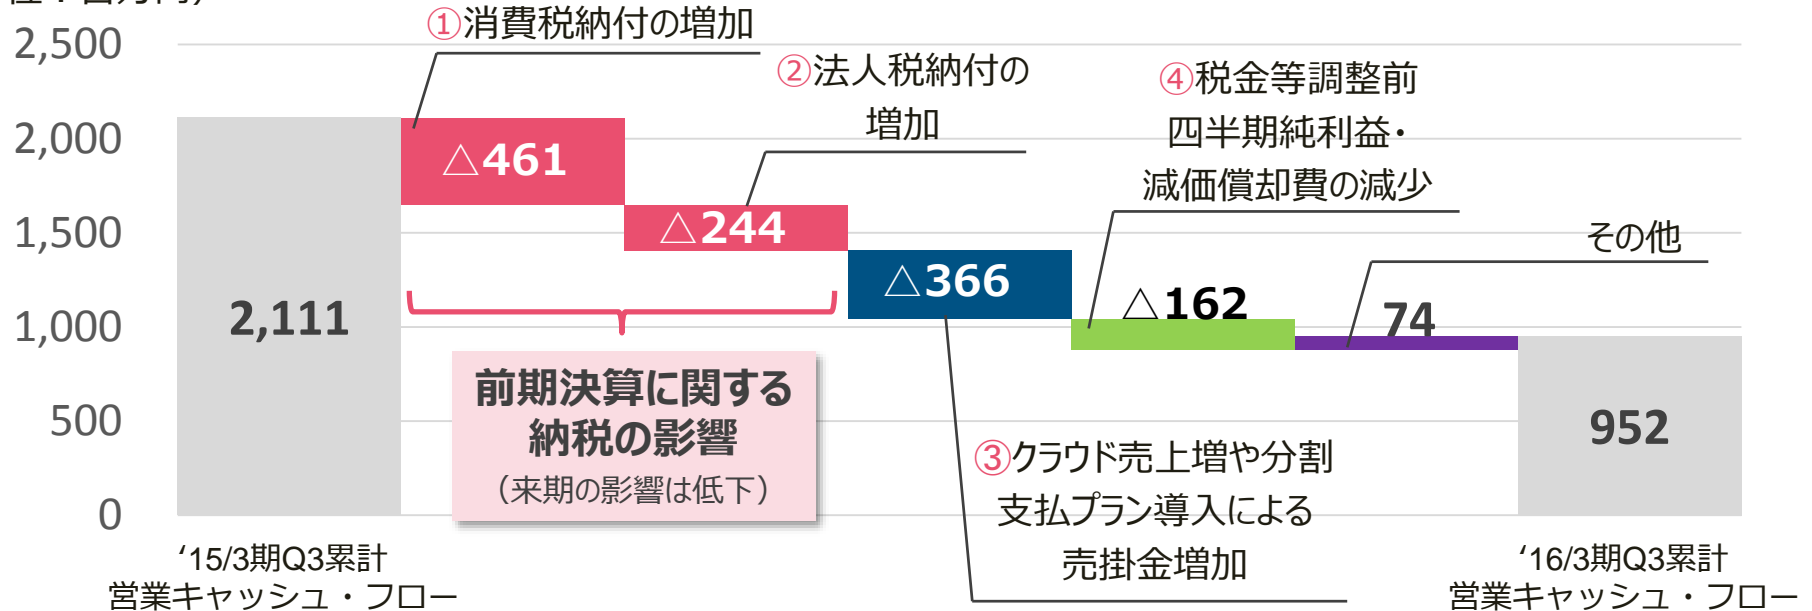 2,500
2,000
1,500
1,000
500
0
①消費税納付の増加
②法人税納付の
増加
④税金等調整前
四半期純利益・
減価償却費の減少
その他
2,111
△461
△244
△366
△162
74
952
前期決算に関する
納税の影響
（来期の影響は低下）
③クラウド売上増や分割
支払プラン導入による
売掛金増加
‘15/3期Q3累計
営業キャッシュ・フロー
‘16/3期Q3累計
営業キャッシュ・フロー